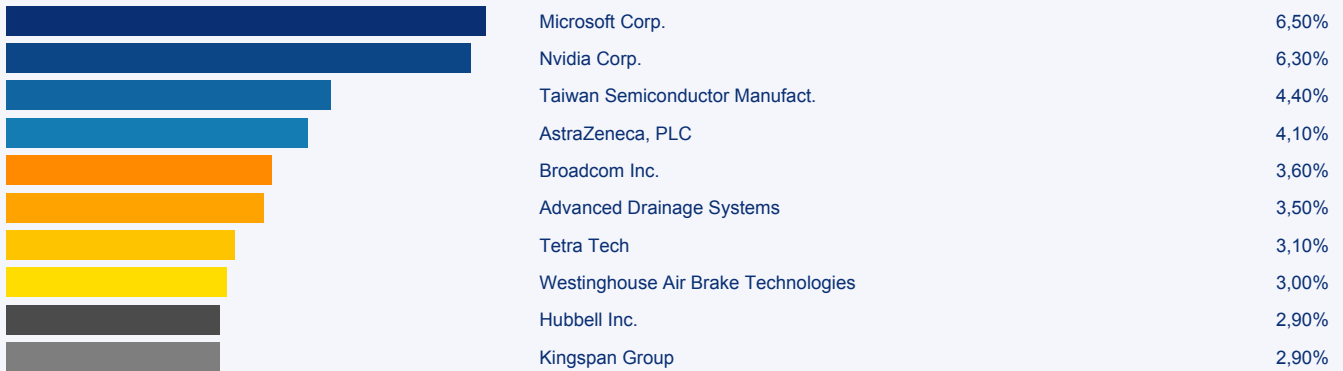 Microsoft Corp. 6,50%
Nvidia Corp. 6,30%
Taiwan Semiconductor Manufact. 4,40%
AstraZeneca, PLC 4,10%
Broadcom Inc. 3,60%
Advanced Drainage Systems 3,50%
Tetra Tech 3,10%
Westinghouse Air Brake Technologies 3,00%
Hubbell Inc. 2,90%
Kingspan Group 2,90%